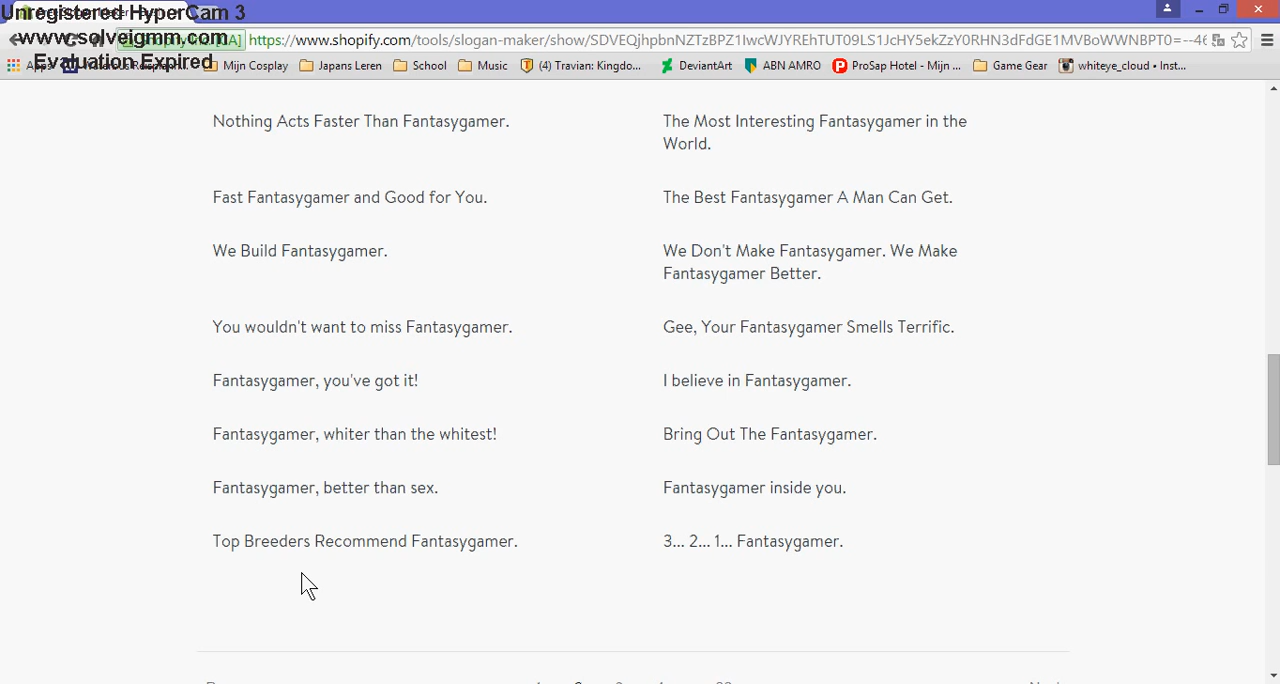 Unregistered HyperCam 3
www.solveigmm.com
Evaluation Expired
https://www.shopify.com/tools/slogan-maker/show/
Mijn Cosplay Japans Leren School Music (4) Travian: Kingdo... DeviantArt ABN AMRO ProSap Hotel - Mijn ... Game Gear whiteye_cloud • Inst...
Nothing Acts Faster Than Fantasygamer.
The Most Interesting Fantasygamer in the
World.
Fast Fantasygamer and Good for You.
The Best Fantasygamer A Man Can Get.
We Build Fantasygamer.
We Don't Make Fantasygamer. We Make
Fantasygamer Better.
You wouldn't want to miss Fantasygamer.
Gee, Your Fantasygamer Smells Terrific.
Fantasygamer, you've got it!
I believe in Fantasygamer.
Fantasygamer, whiter than the whitest!
Bring Out The Fantasygamer.
Fantasygamer, better than sex.
Fantasygamer inside you.
Top Breeders Recommend Fantasygamer.
3... 2... 1... Fantasygamer.